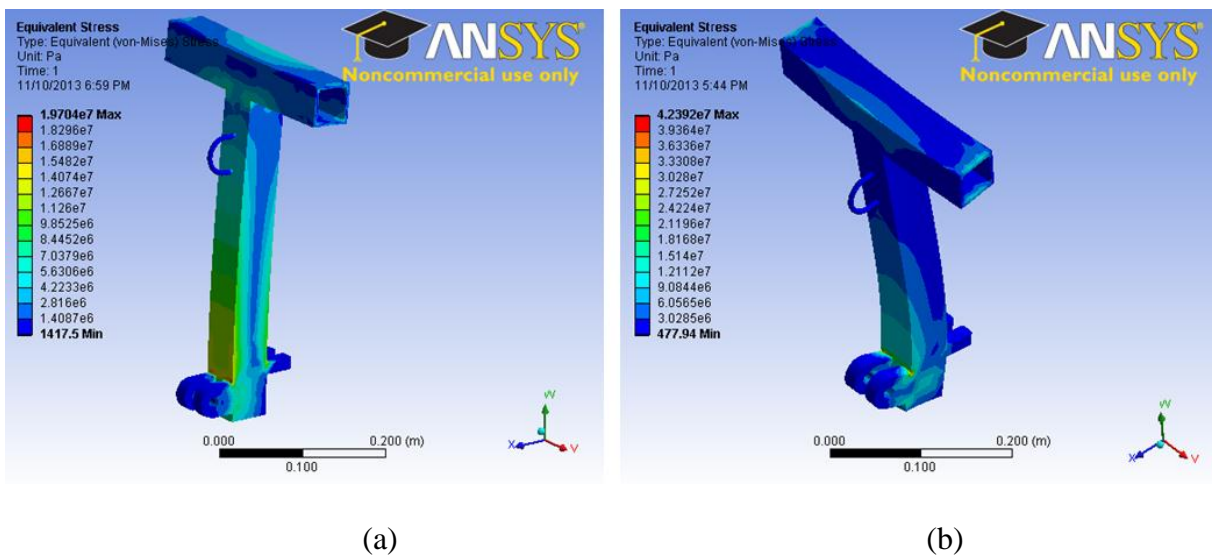 Equivalent Stress
Type: Equivalent (von-Mises) Stress
Unit: Pa
Time: 1
11/10/2013 6:59 PM
ANSYS
Noncommercial use only
1.9704e7 Max
1.8296e7
1.6889e7
1.5482e7
1.4074e7
1.2667e7
1.126e7
9.8525e6
8.4452e6
7.0379e6
5.6306e6
4.2233e6
2.816e6
1.4087e6
1417.5 Min
0.000
0.200 (m)
0.100
X
Y
W
(a)
Equivalent Stress
Type: Equivalent (von-Mises) Stress
Unit: Pa
Time: 1
11/10/2013 5:44 PM
ANSYS
Noncommercial use only
4.2392e7 Max
3.9364e7
3.6336e7
3.3308e7
3.028e7
2.7252e7
2.4224e7
2.1196e7
1.8168e7
1.514e7
1.2112e7
9.0844e6
6.0565e6
3.0285e6
477.94 Min
0.000
0.200 (m)
0.100
(b)